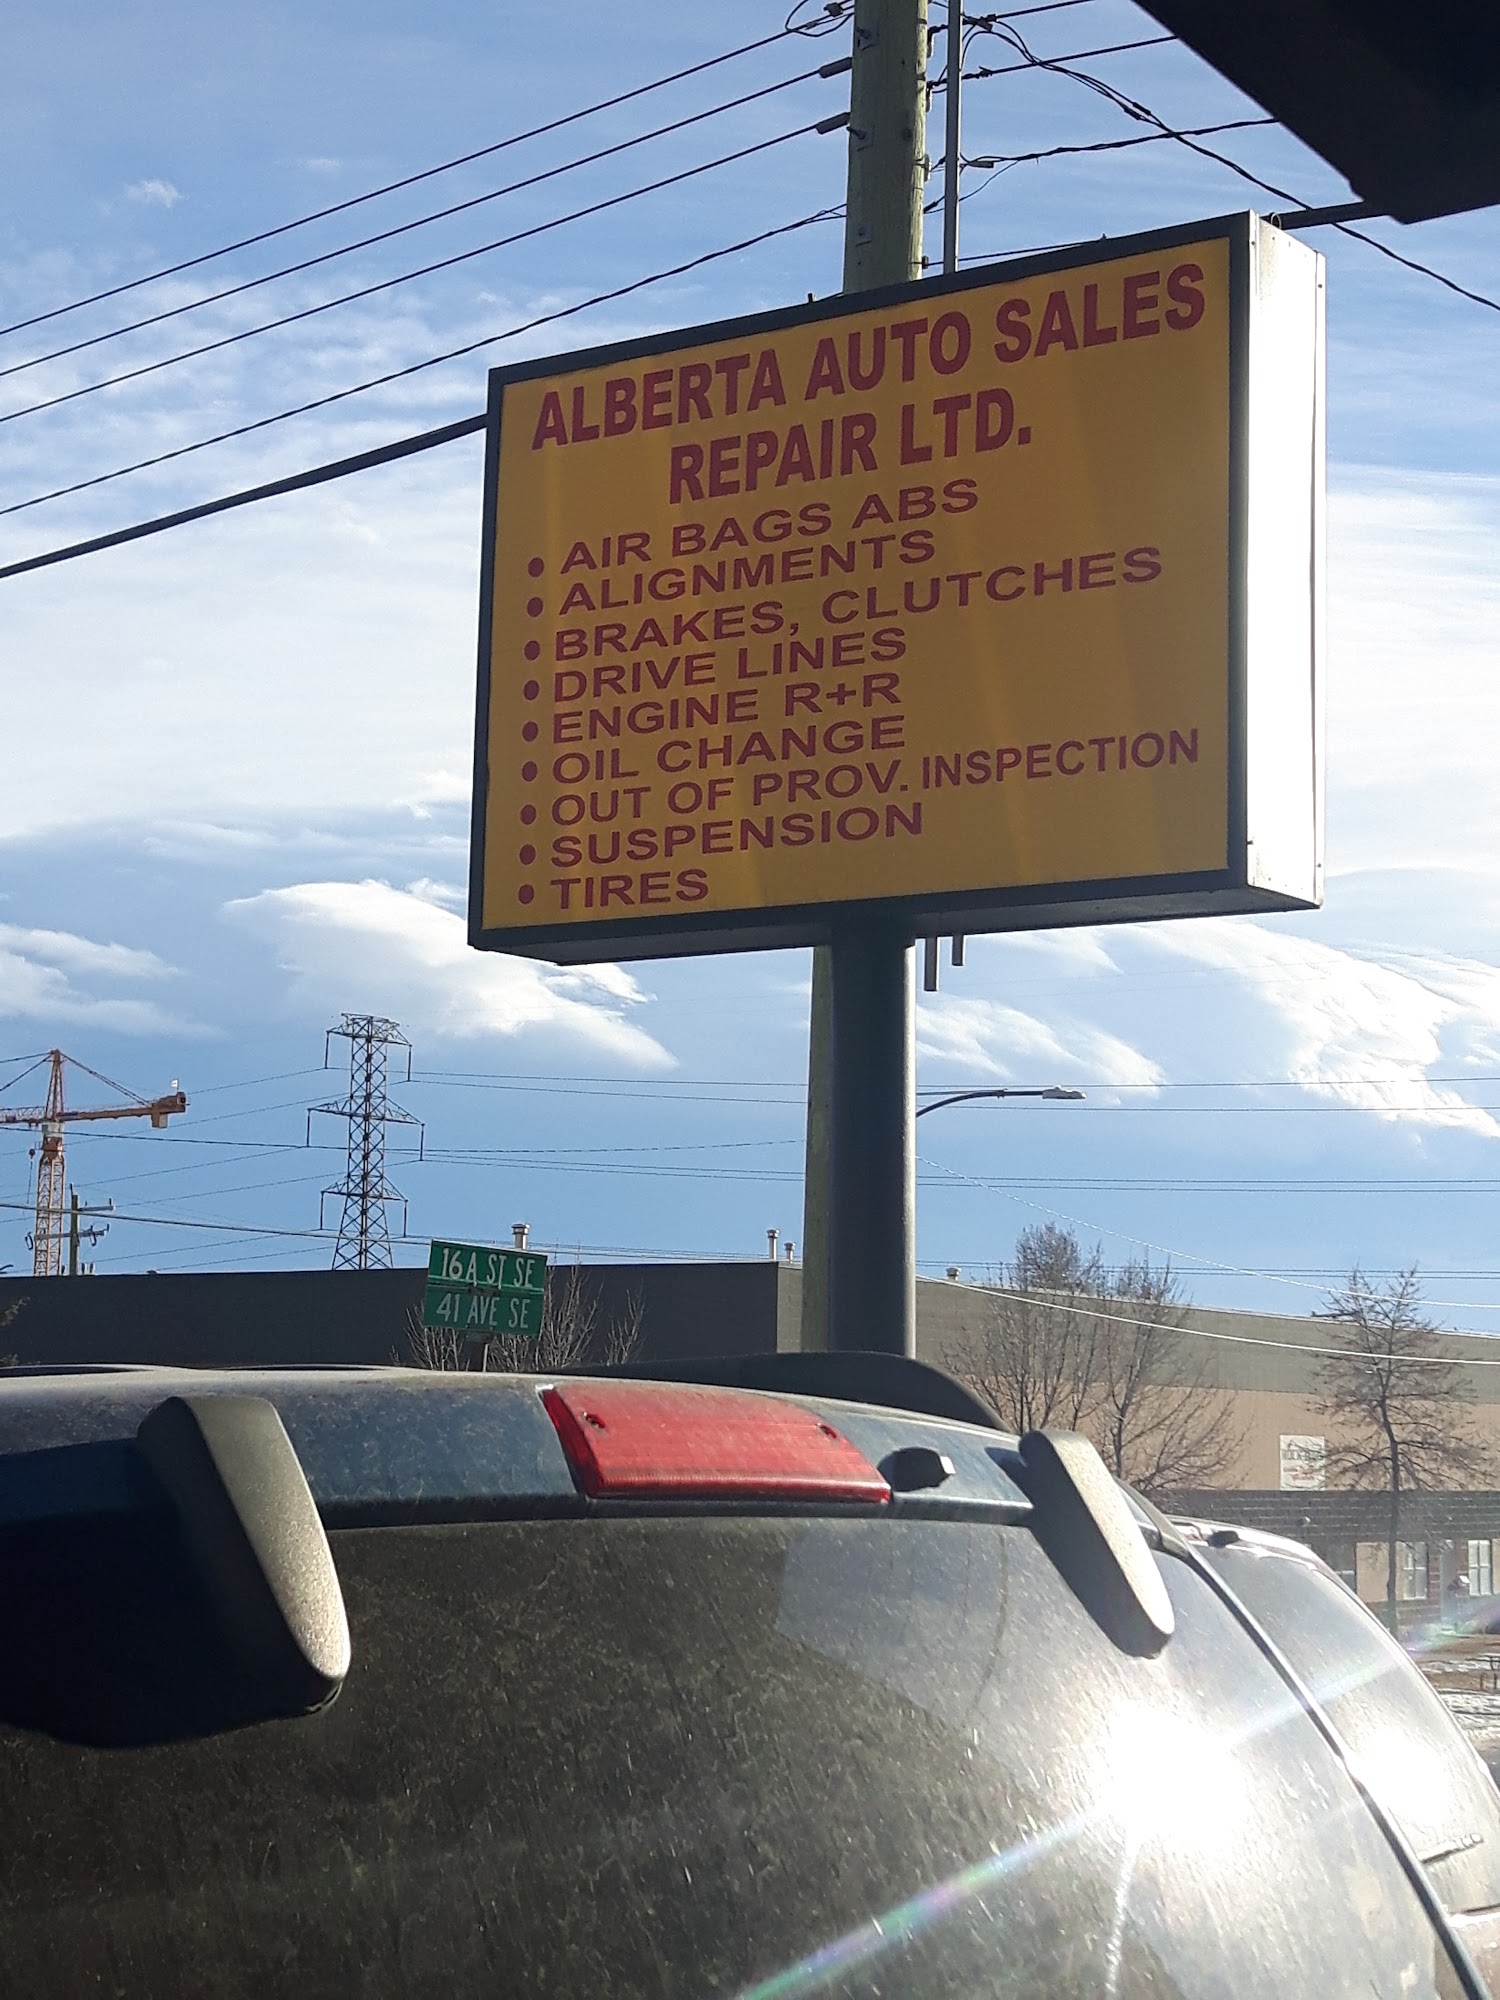 ALBERTA AUTO SALES
REPAIR LTD.
• AIR BAGS ABS
• ALIGNMENTS
• BRAKES, CLUTCHES
• DRIVE LINES
• ENGINE R+R
• OIL CHANGE
• OUT OF PROV. INSPECTION
• SUSPENSION
• TIRES
16A ST SE
41 AVE SE